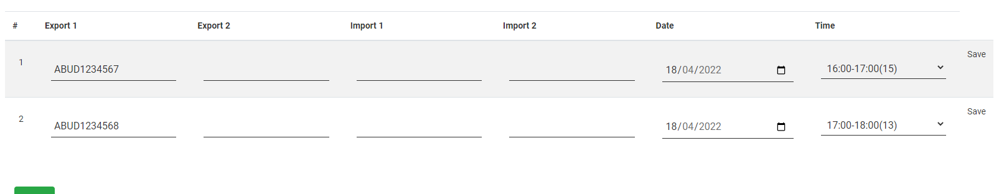 # Export 1 Export 2 Import 1 Import 2 Date Time
1 ABUD1234567 18/04/2022 16:00-17:00(15) Save
2 ABUD1234568 18/04/2022 17:00-18:00(13) Save